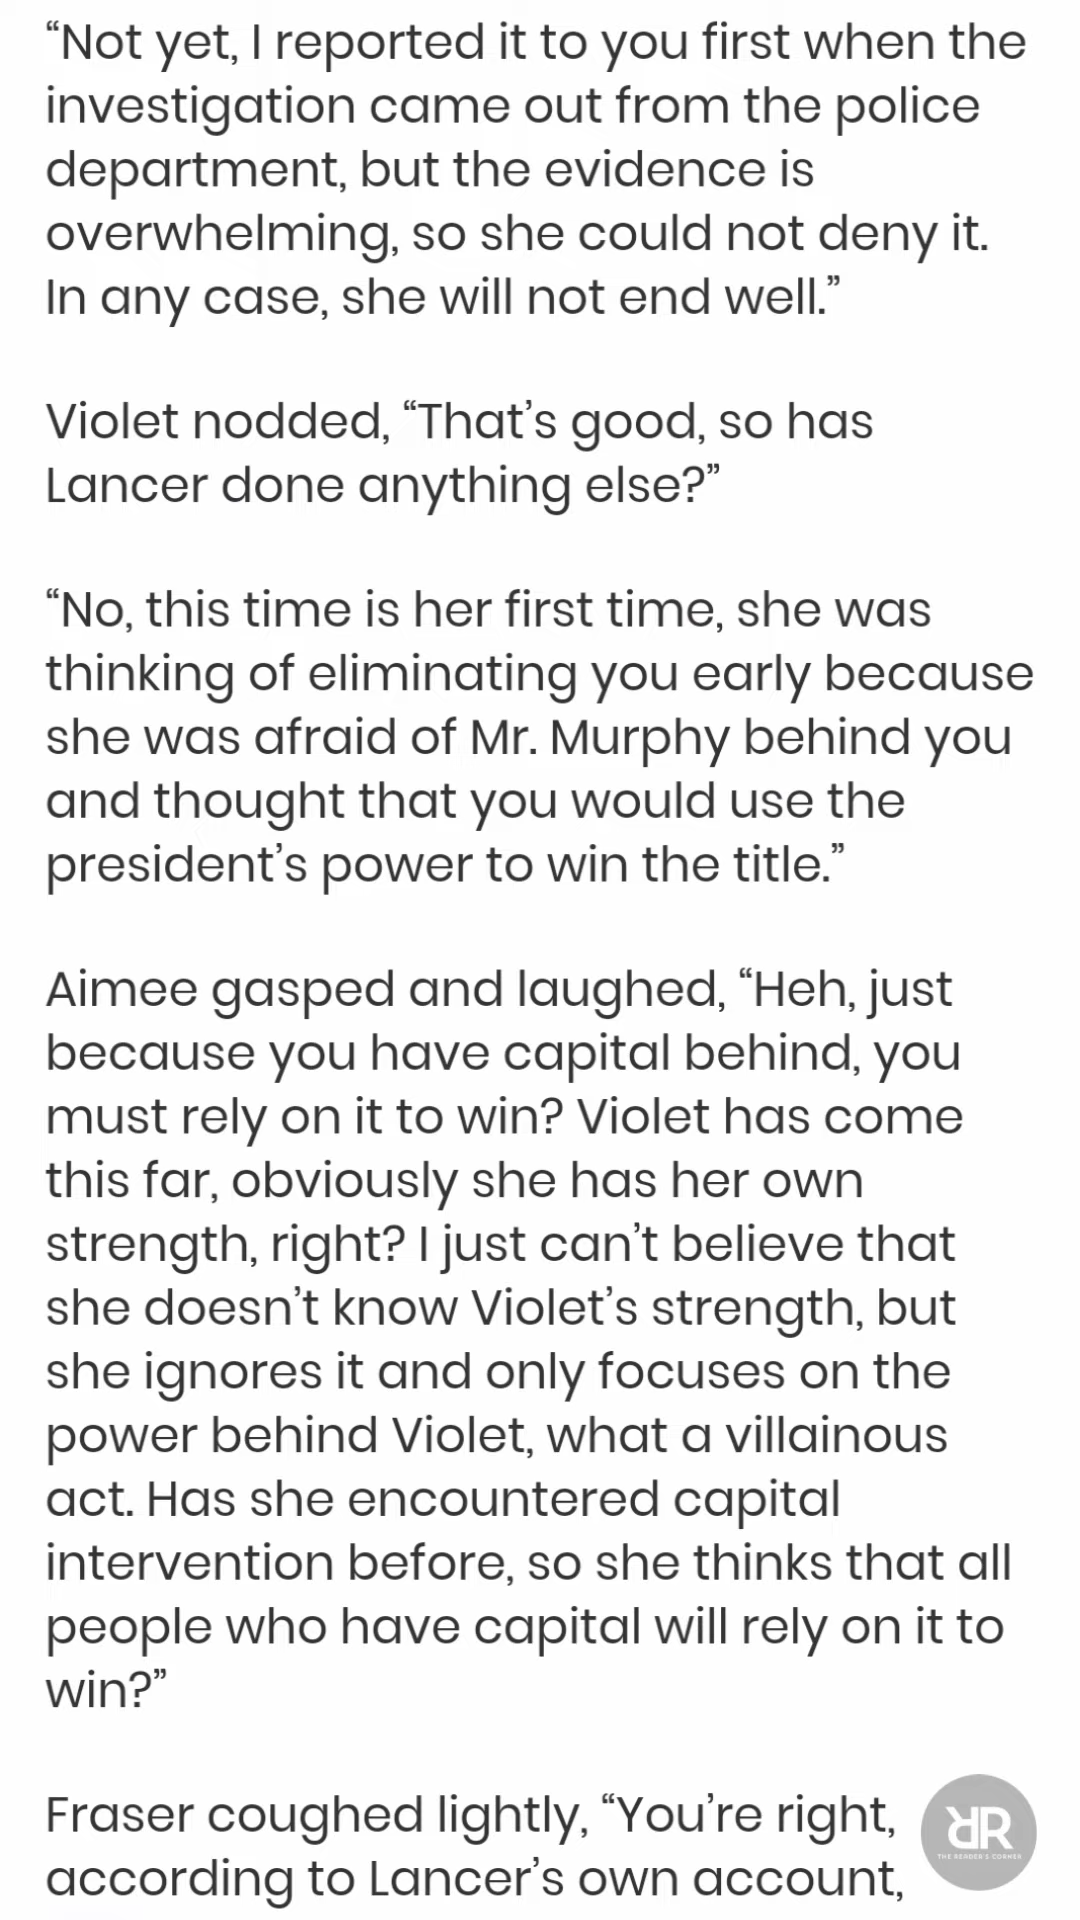 “Not yet, I reported it to you first when the
investigation came out from the police
department, but the evidence is
overwhelming, so she could not deny it.
In any case, she will not end well.”
Violet nodded, “That’s good, so has
Lancer done anything else?”
“No, this time is her first time, she was
thinking of eliminating you early because
she was afraid of Mr. Murphy behind you
and thought that you would use the
president’s power to win the title.”
Aimee gasped and laughed, “Heh, just
because you have capital behind, you
must rely on it to win? Violet has come
this far, obviously she has her own
strength, right? I just can’t believe that
she doesn’t know Violet’s strength, but
she ignores it and only focuses on the
power behind Violet, what a villainous
act. Has she encountered capital
intervention before, so she thinks that all
people who have capital will rely on it to
win?”
Fraser coughed lightly, “You’re right,
according to Lancer’s own account,
RR
THE READER'S CORNER